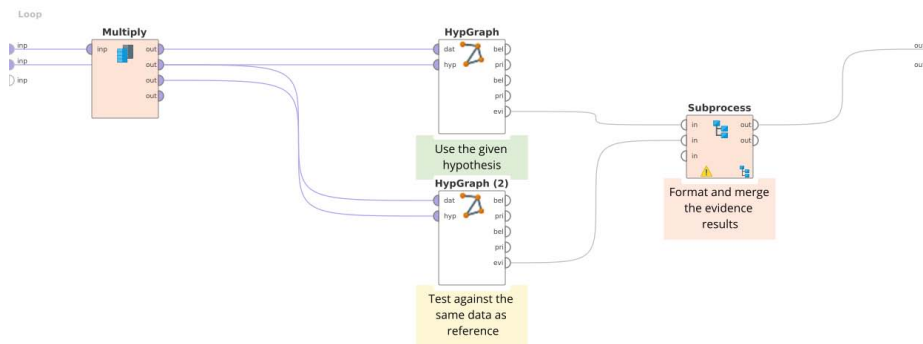 Loop
Multiply
HypGraph
inp
inp
inp
inp
out
out
out
out
dat
hyp
bel
pri
bel
pri
evi
Use the given
hypothesis
Subprocess
in
in
in
out
out
Format and merge
the evidence
results
HypGraph (2)
dat
hyp
bel
pri
bel
pri
evi
Test against the
same data as
reference
ou
ou